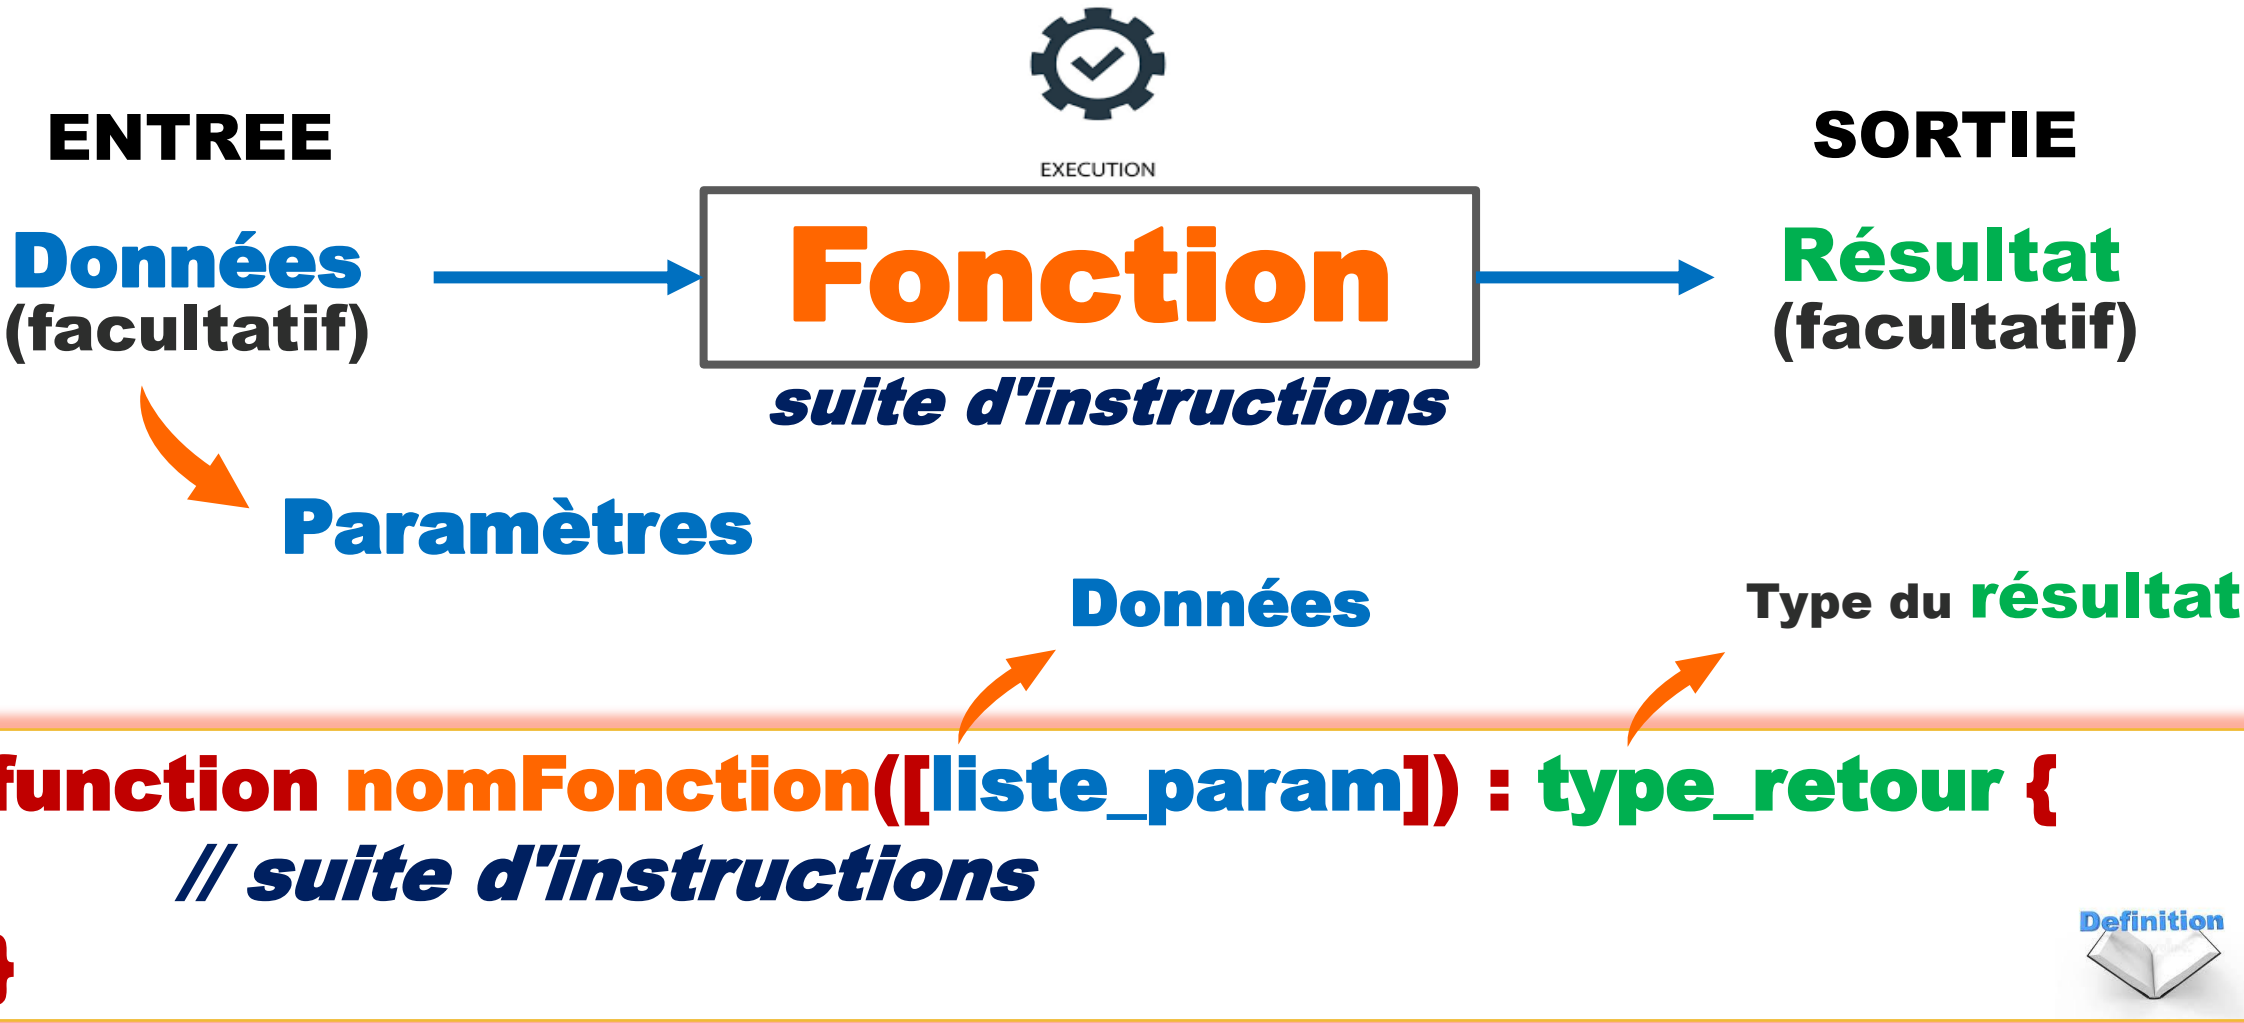 EXECUTION
ENTREE
SORTIE
Données
(facultatif)
Fonction
Résultat
(facultatif)
suite d'instructions
Paramètres
Données
Type du résultat
function nomFonction([liste_param]) : type_retour {
// suite d'instructions
}
Definition